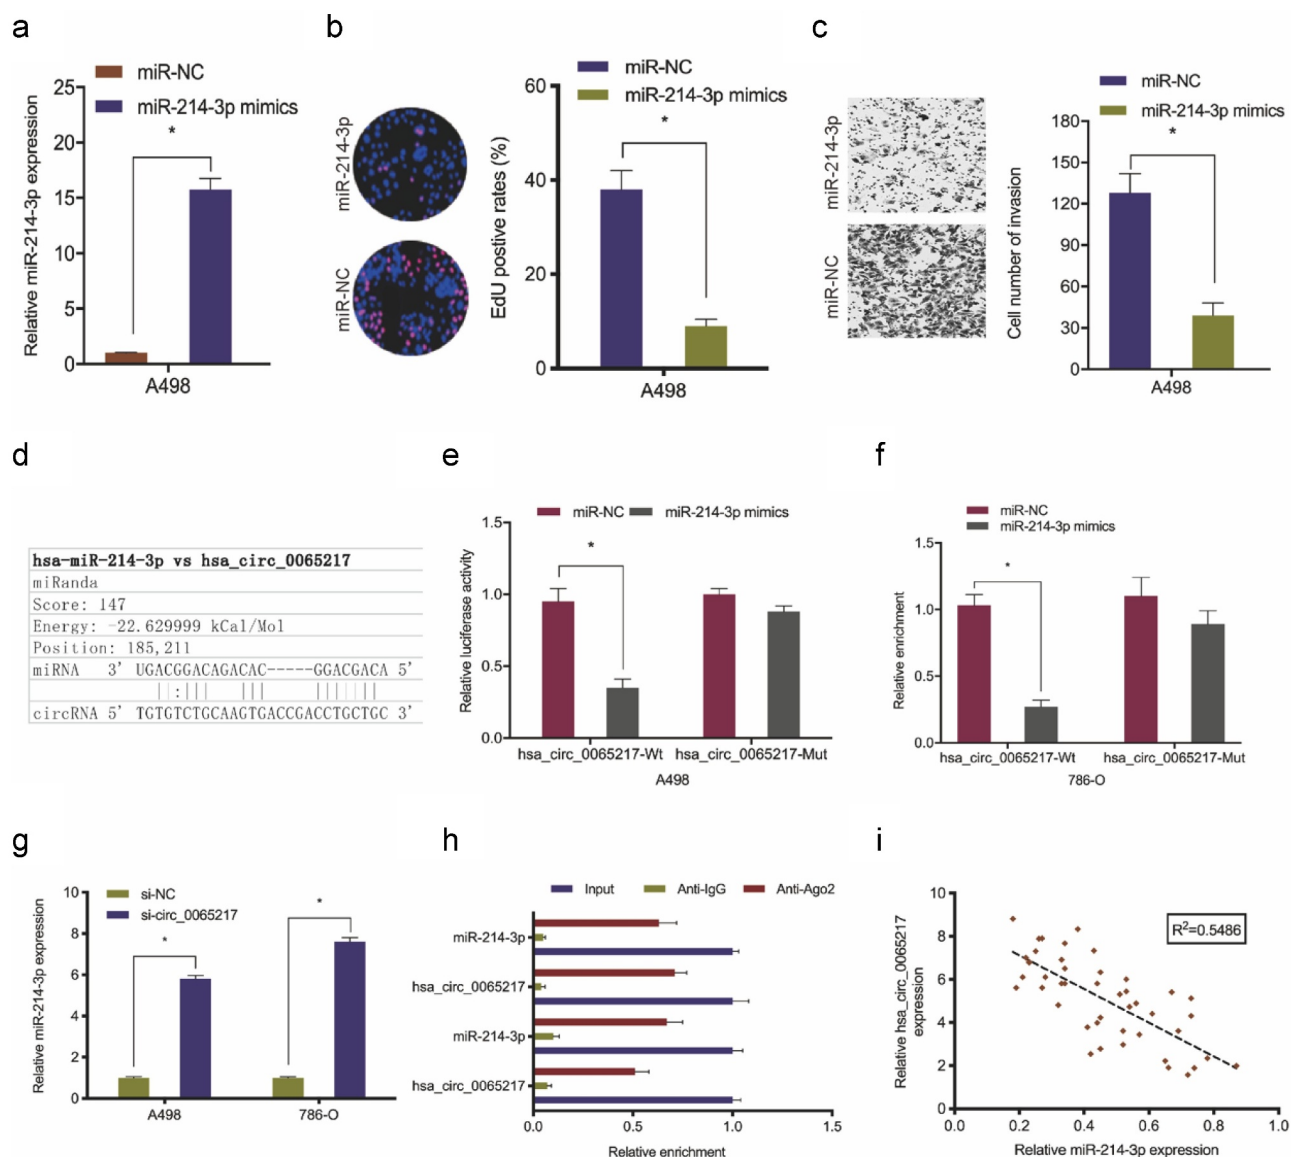 a
miR-NC
miR-214-3p mimics
Relative miR-214-3p expression
25
20
15
10
5
0
*
A498
b
miR-214-3p
miR-NC
miR-NC
miR-214-3p mimics
EdU postive rates (%)
60
40
20
0
*
A498
c
miR-214-3p
miR-NC
miR-NC
miR-214-3p mimics
Cell number of invasion
180
150
120
90
60
30
0
*
A498
d
hsa-miR-214-3p vs hsa_circ_0065217
miRanda
Score: 147
Energy: -22.629999 kCal/Mol
Position: 185,211
miRNA 3' UGACGGACAGACAC-----GGACGACA 5'
||:||| ||| |||||||
circRNA 5' TGTGTCTGCAAGTGACCGACCTGCTGC 3'
e
miR-NC miR-214-3p mimics
Relative luciferase activity
1.5
1.0
0.5
0.0
*
hsa_circ_0065217-Wt hsa_circ_0065217-Mut
A498
f
miR-NC
miR-214-3p mimics
Relative enrichment
1.5
1.0
0.5
0.0
*
hsa_circ_0065217-Wt hsa_circ_0065217-Mut
786-O
g
si-NC
si-circ_0065217
Relative miR-214-3p expression
10
8
6
4
2
0
*
*
A498 786-O
h
Input Anti-IgG Anti-Ago2
miR-214-3p
hsa_circ_0065217
miR-214-3p
hsa_circ_0065217
0.0 0.5 1.0 1.5
Relative enrichment
i
Relative hsa_circ_0065217
expression
10
8
6
4
2
0
R²=0.5486
0.0 0.2 0.4 0.6 0.8 1.0
Relative miR-214-3p expression